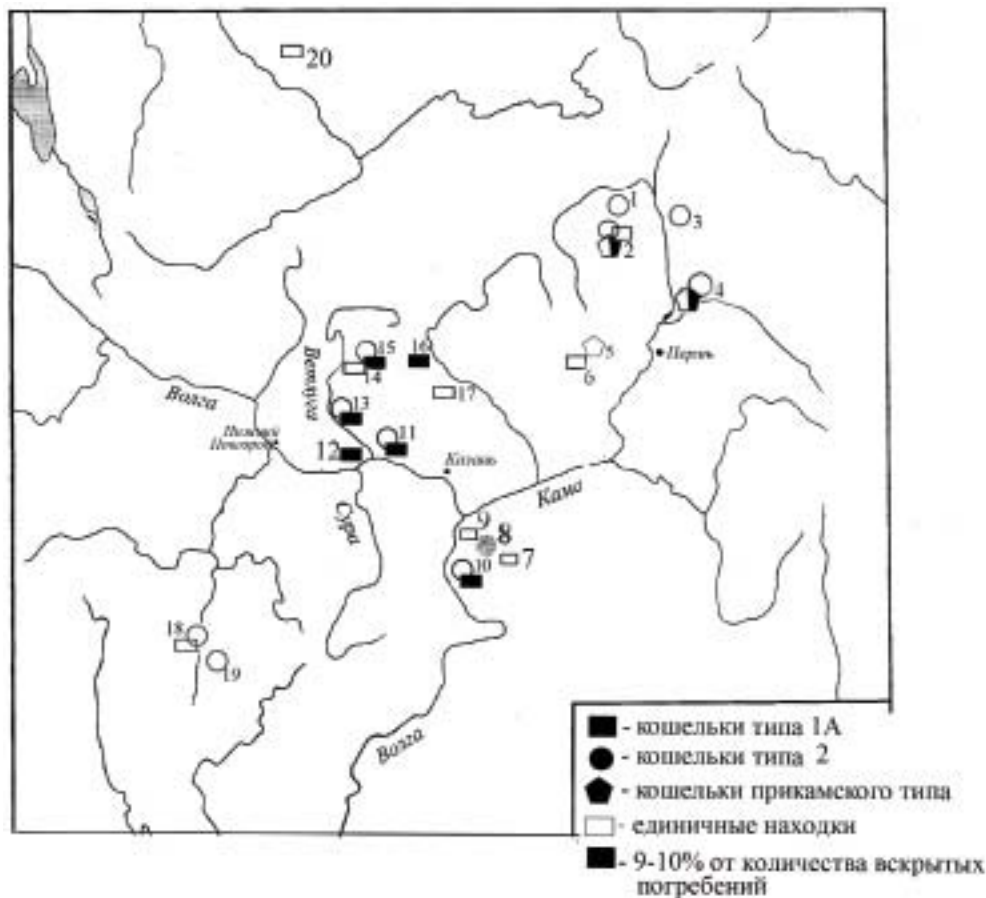 20
1
3
2
4
5
6
Пермь
15
16
14
17
Ветлуга
Волга
13
Нижний
Новгород
11
12
Казань
Кама
Сура
9
8
7
10
18
19
Волга
- кошельки типа 1А
- кошельки типа 2
- кошельки прикамского типа
- единичные находки
- 9-10% от количества вскрытых
погребений